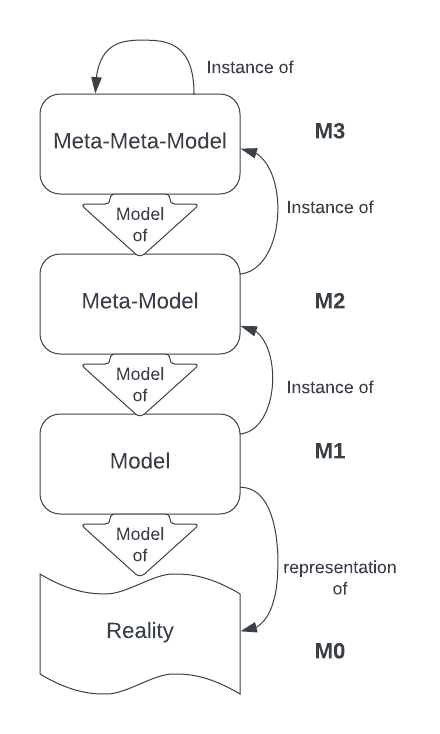 Instance of
Meta-Meta-Model
M3
Model
of
Instance of
Meta-Model
M2
Model
of
Instance of
Model
M1
Model
of
representation
of
Reality
M0